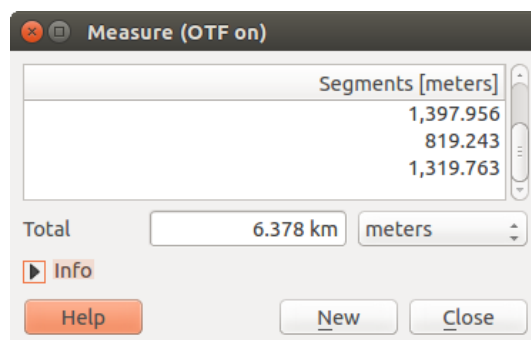 Measure (OTF on)
Segments [meters]
1,397.956
819.243
1,319.763
Total 6.378 km meters
Info
Help New Close